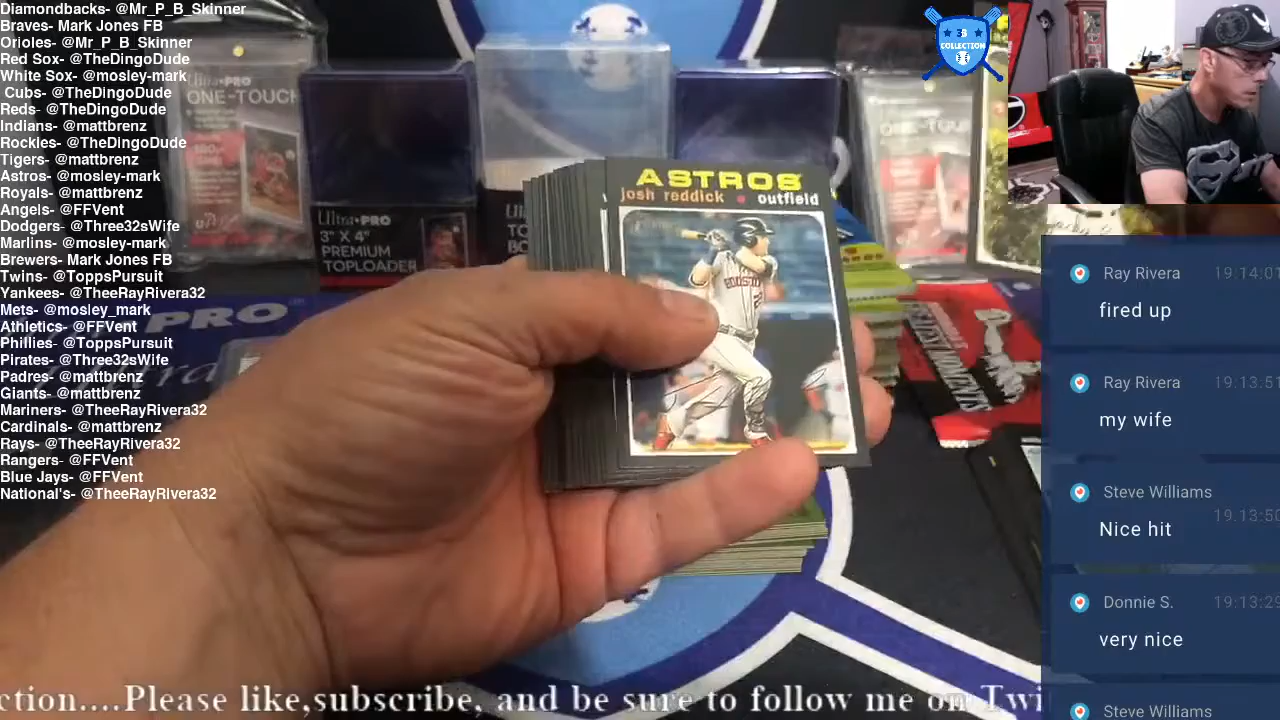 Diamondbacks- @Mr_P_B_Skinner
Braves- Mark Jones FB
Orioles- @Mr_P_B_Skinner
Red Sox- @TheDingoDude
White Sox- @mosley-mark
Cubs- @TheDingoDude
Reds- @TheDingoDude
Indians- @mattbrenz
Rockies- @TheDingoDude
Tigers- @mattbrenz
Astros- @mosley-mark
Royals- @mattbrenz
Angels- @FFVent
Dodgers- @Three32sWife
Marlins- @mosley-mark
Brewers- Mark Jones FB
Twins- @ToppsPursuit
Yankees- @TheeRayRivera32
Mets- @mosley_mark
Athletics- @FFVent
Phillies- @ToppsPursuit
Pirates- @Three32sWife
Padres- @mattbrenz
Giants- @mattbrenz
Mariners- @TheeRayRivera32
Cardinals- @mattbrenz
Rays- @TheeRayRivera32
Rangers- @FFVent
Blue Jays- @FFVent
National's- @TheeRayRivera32
ONE-TOUCH
Ultra•PRO
3" X 4"
PREMIUM
TOPLOADER
PRO
ASTROS
josh reddick • outfield
3B
COLLECTION
MOMENTS
Ray Rivera 19:14:01
fired up
Ray Rivera 19:13:51
my wife
Steve Williams
19:13:50
Nice hit
Donnie S. 19:13:29
very nice
Steve Williams
ction....Please like,subscribe, and be sure to follow me on Twi